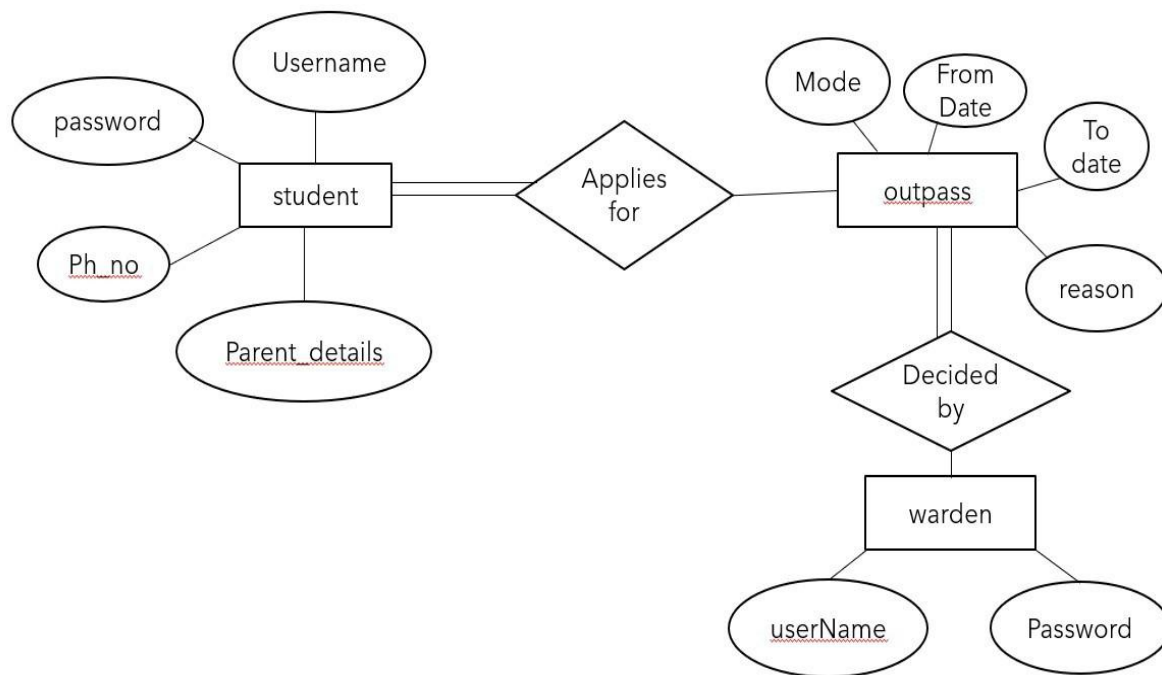 Username
password
student
Ph_no
Parent_details
Applies
for
Mode
From
Date
To
date
outpass
reason
Decided
by
warden
userName
Password